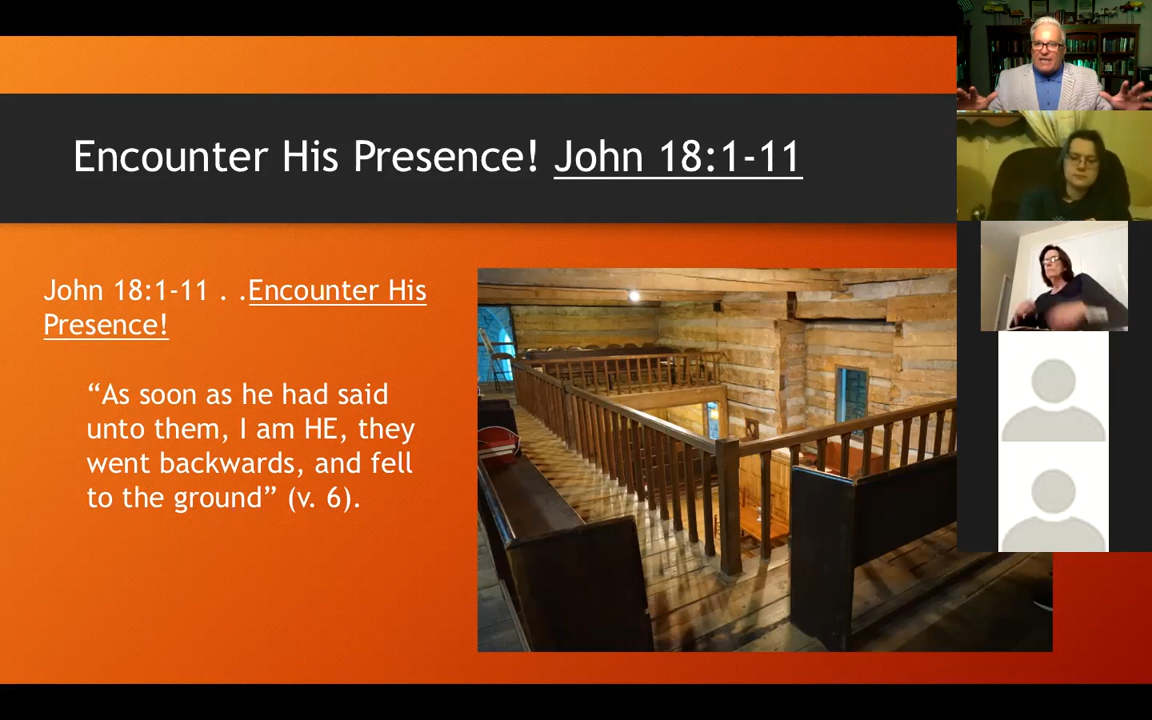 Encounter His Presence! John 18:1-11
John 18:1-11 . .Encounter His
Presence!
“As soon as he had said
unto them, I am HE, they
went backwards, and fell
to the ground” (v. 6).